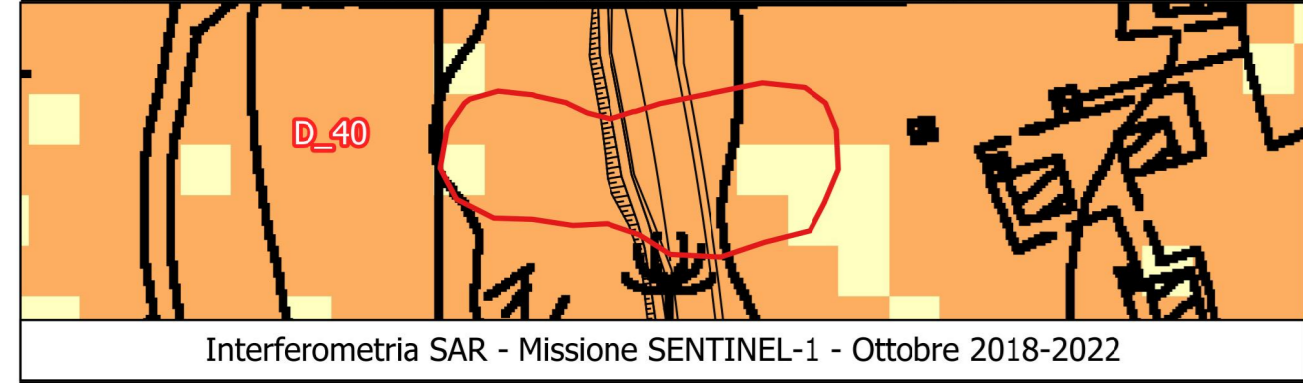 D_40
Interferometria SAR - Missione SENTINEL-1 - Ottobre 2018-2022